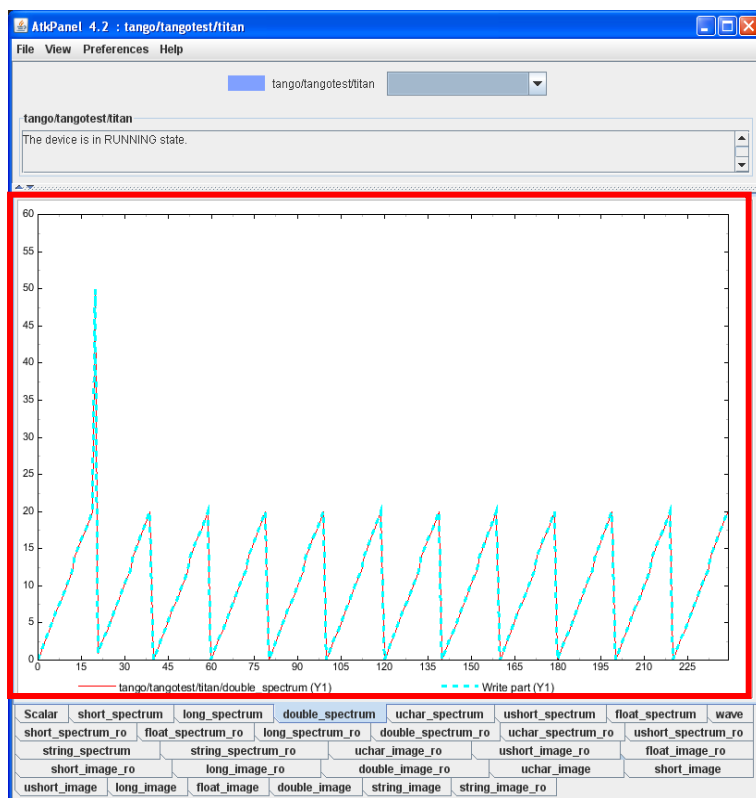 AtkPanel 4.2 : tango/tangotest/titan
File View Preferences Help
tango/tangotest/titan
tango/tangotest/titan
The device is in RUNNING state.
60
55
50
45
40
35
30
25
20
15
10
5
0
0 15 30 45 60 75 90 105 120 135 150 165 180 195 210 225
tango/tangotest/titan/double_spectrum (Y1) Write part (Y1)
Scalar short_spectrum long_spectrum double_spectrum uchar_spectrum ushort_spectrum float_spectrum wave
short_spectrum_ro float_spectrum_ro long_spectrum_ro double_spectrum_ro uchar_spectrum_ro ushort_spectrum_ro
string_spectrum string_spectrum_ro uchar_image_ro ushort_image_ro float_image_ro
short_image_ro long_image_ro double_image_ro uchar_image short_image
ushort_image long_image float_image double_image string_image string_image_ro